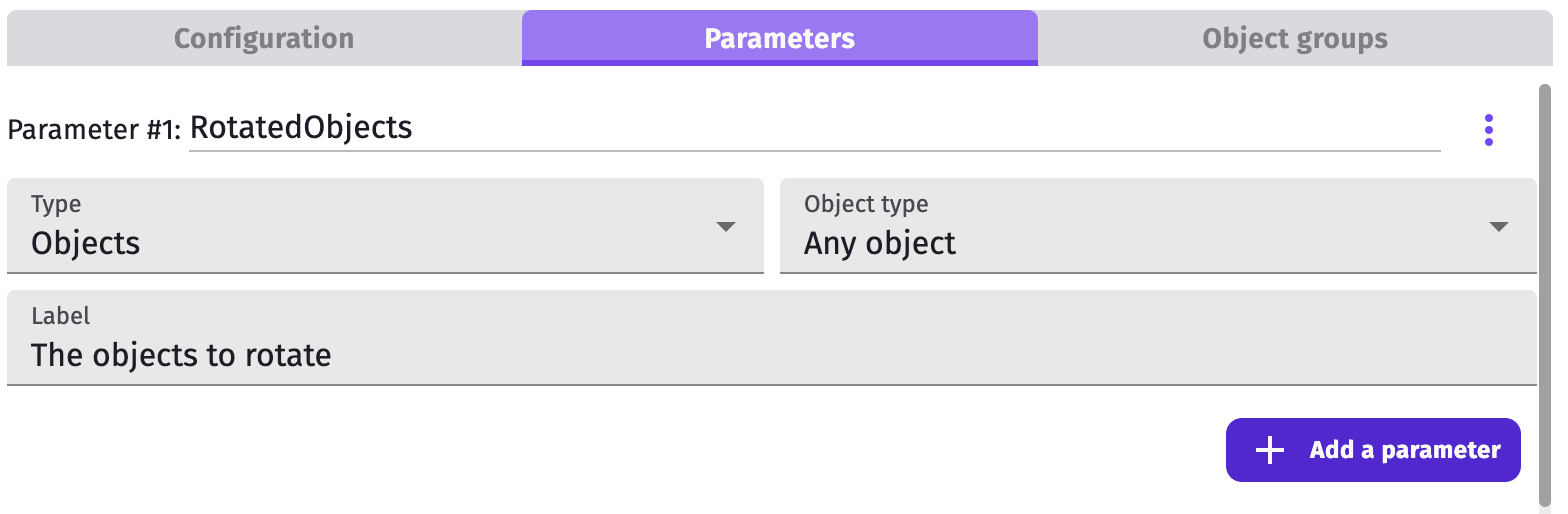 Configuration Parameters Object groups
Parameter #1: RotatedObjects
Type Object type
Objects Any object
Label
The objects to rotate
Add a parameter